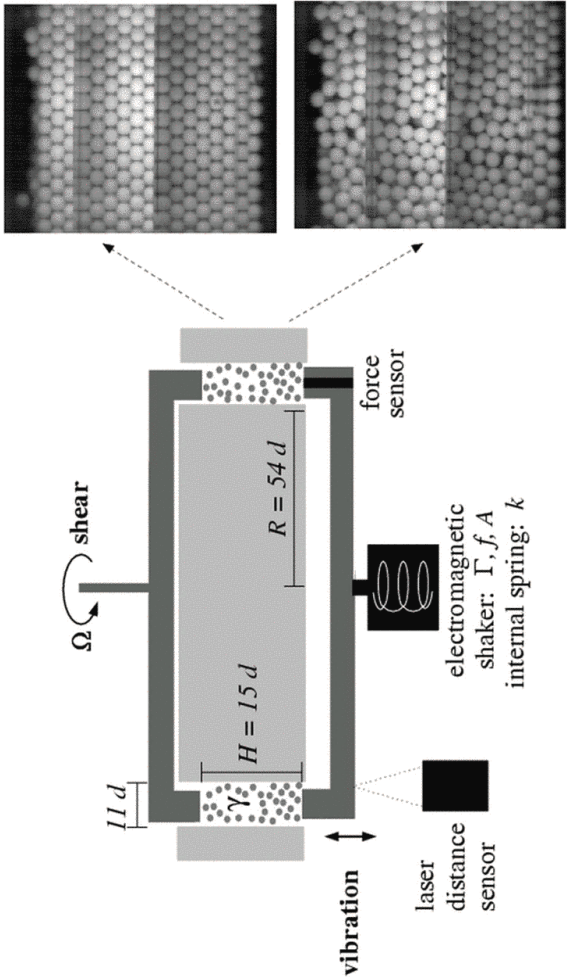 Ω
shear
11 d
γ
H = 15 d
R = 54 d
vibration
laser
distance
sensor
electromagnetic
shaker: Γ, f, A
internal spring: k
force
sensor